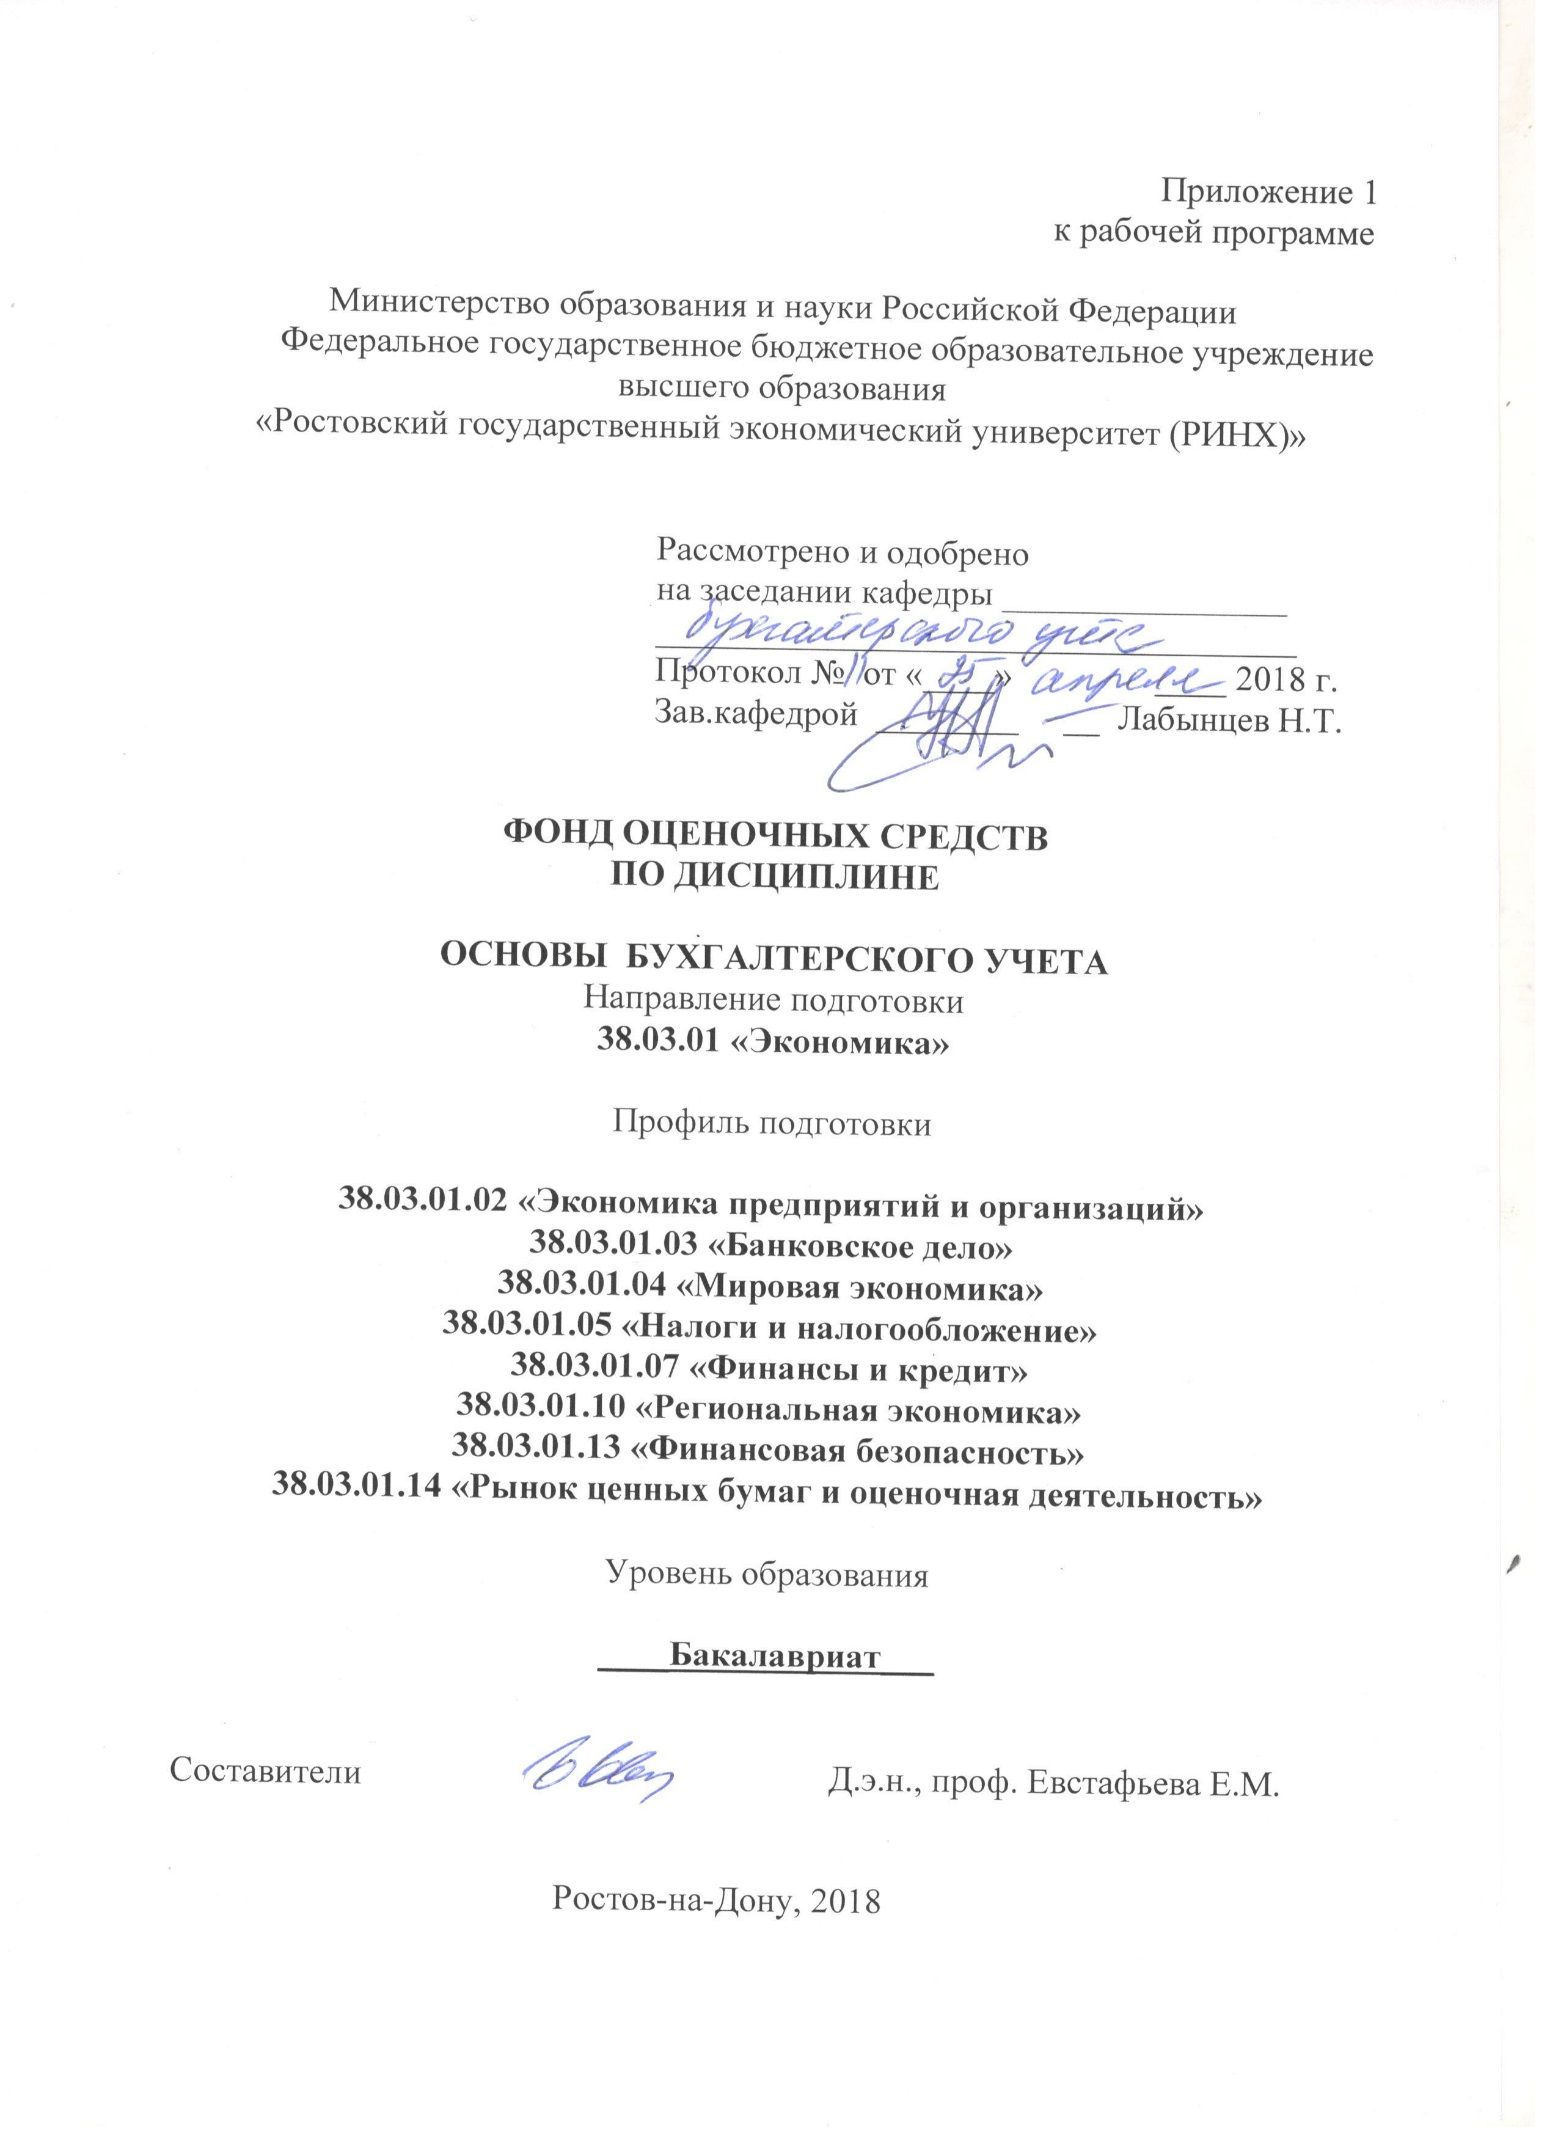 Приложение 1
к рабочей программе
Министерство образования и науки Российской Федерации
Федеральное государственное бюджетное образовательное учреждение
высшего образования
«Ростовский государственный экономический университет (РИНХ)»
Рассмотрено и одобрено
на заседании кафедры
бухгалтерского учета
Протокол № 11 от «25» апреля 2018 г.
Зав.кафедрой Лабынцев Н.Т.
ФОНД ОЦЕНОЧНЫХ СРЕДСТВ
ПО ДИСЦИПЛИНЕ
ОСНОВЫ БУХГАЛТЕРСКОГО УЧЕТА
Направление подготовки
38.03.01 «Экономика»
Профиль подготовки
38.03.01.02 «Экономика предприятий и организаций»
38.03.01.03 «Банковское дело»
38.03.01.04 «Мировая экономика»
38.03.01.05 «Налоги и налогообложение»
38.03.01.07 «Финансы и кредит»
38.03.01.10 «Региональная экономика»
38.03.01.13 «Финансовая безопасность»
38.03.01.14 «Рынок ценных бумаг и оценочная деятельность»
Уровень образования
Бакалавриат
Составители Д.э.н., проф. Евстафьева Е.М.
Ростов-на-Дону, 2018